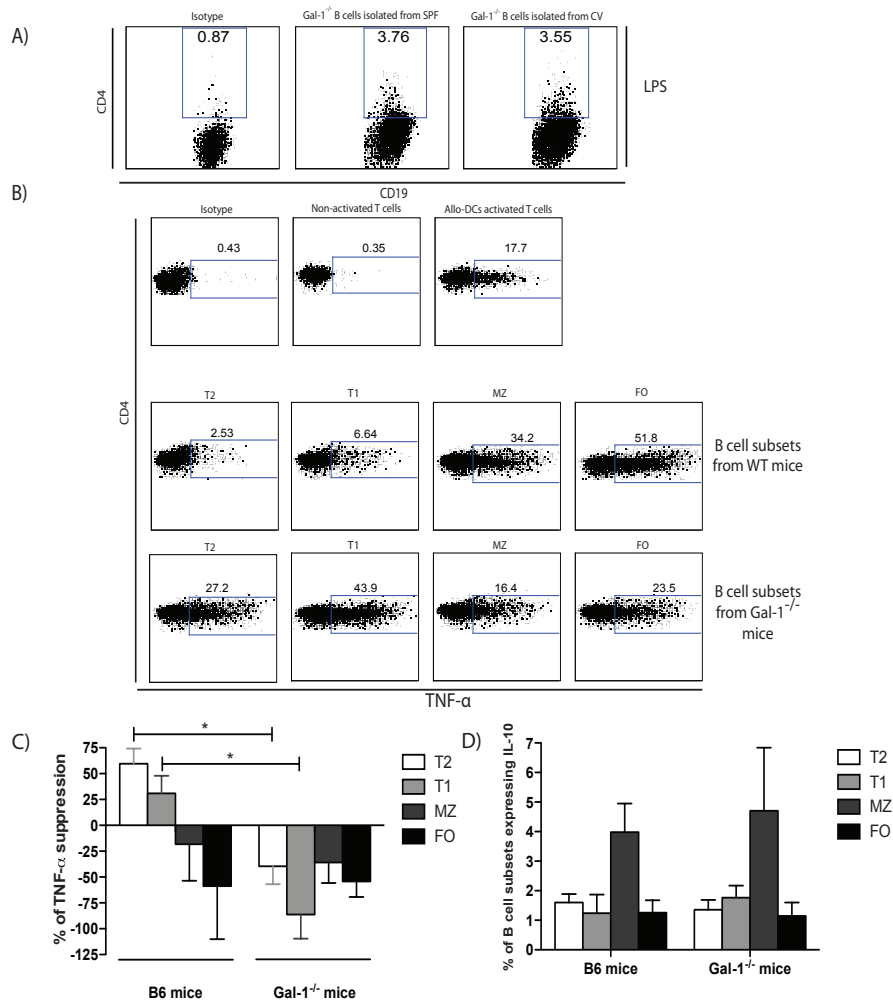 A)
Isotype
Gal-1-/- B cells isolated from SPF
Gal-1-/- B cells isolated from CV
0.87
3.76
3.55
CD4
LPS
CD19
B)
Isotype
Non-activated T cells
Allo-DCs activated T cells
0.43
0.35
17.7
CD4
T2
T1
MZ
FO
2.53
6.64
34.2
51.8
B cell subsets
from WT mice
T2
T1
MZ
FO
27.2
43.9
16.4
23.5
B cell subsets
from Gal-1-/-
mice
TNF-α
C)
% of TNF-α suppression
75
50
25
0
-25
-50
-75
-100
-125
*
*
T2
T1
MZ
FO
B6 mice
Gal-1-/- mice
D)
% of B cell subsets expressing IL-10
7
6
5
4
3
2
1
0
T2
T1
MZ
FO
B6 mice
Gal-1-/- mice